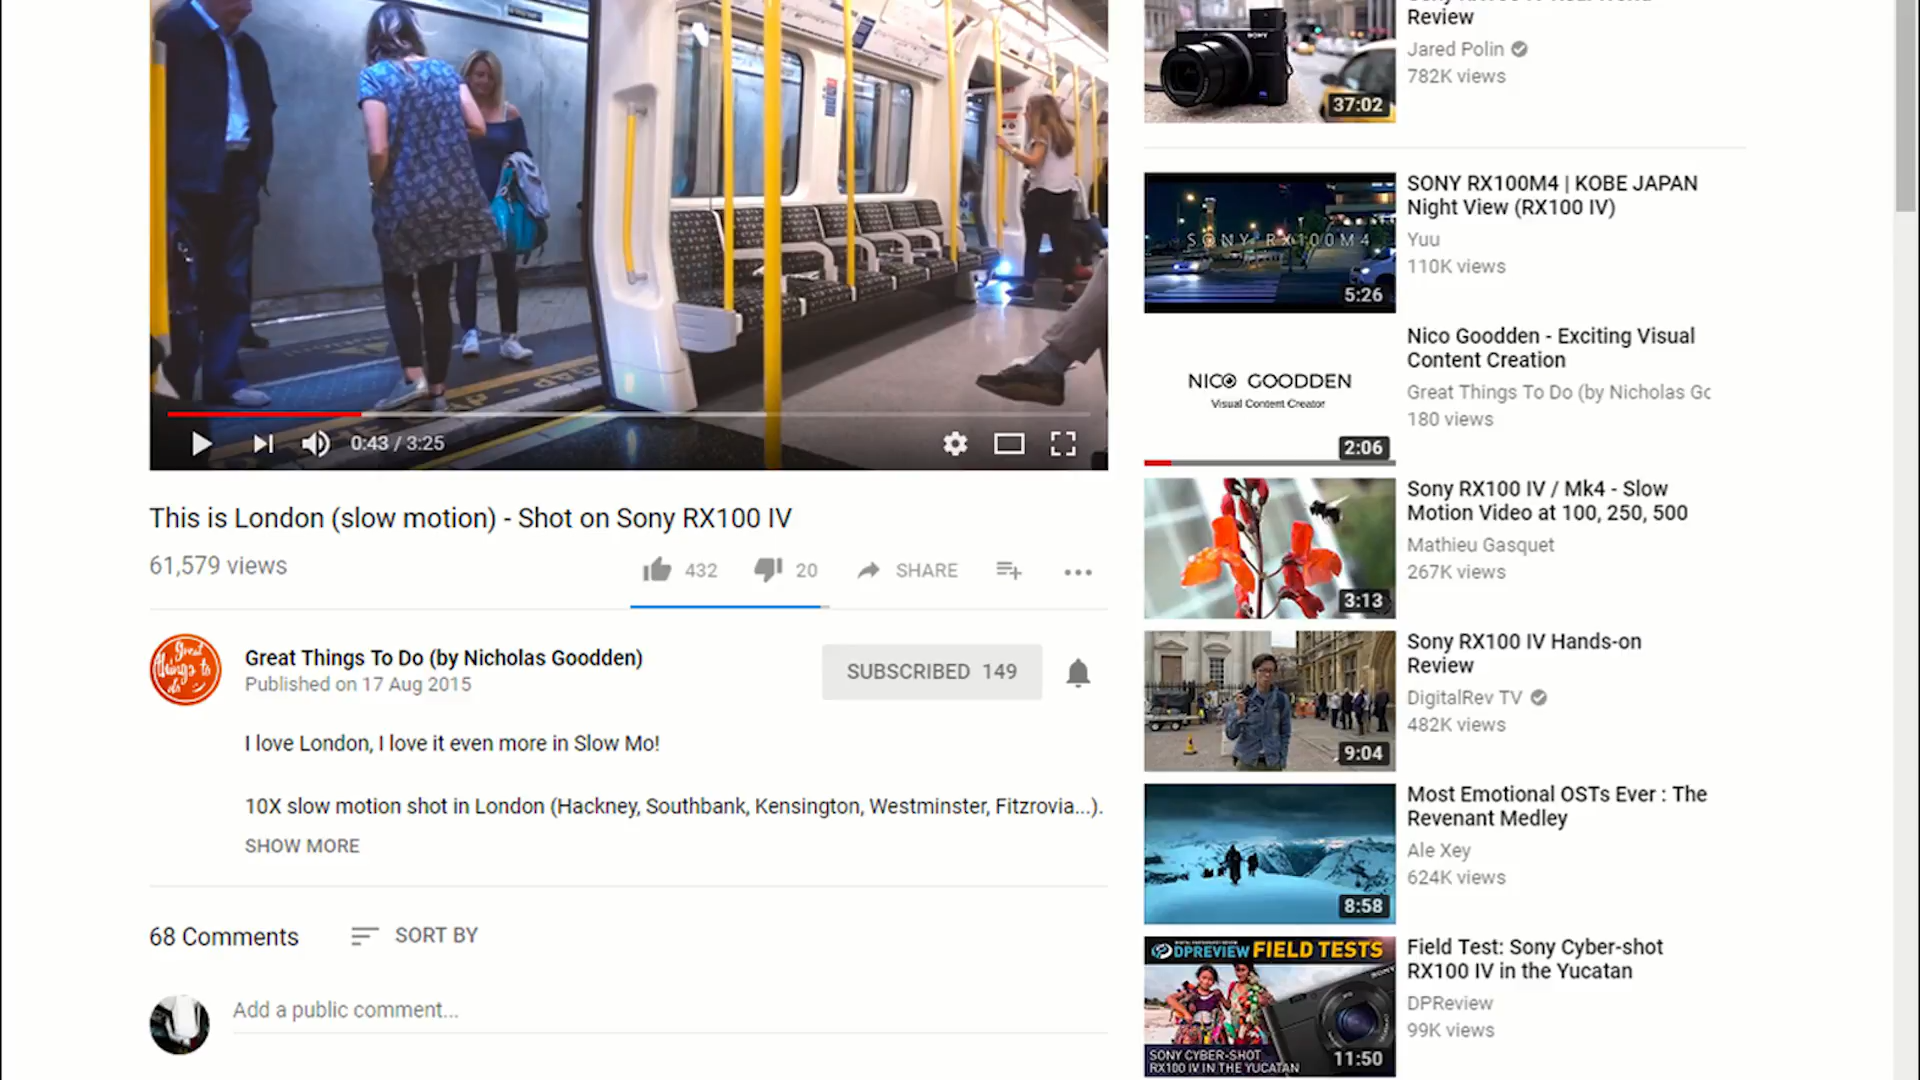 0:43 / 3:25
This is London (slow motion) - Shot on Sony RX100 IV
61,579 views
432
20
SHARE
Great things to do
Great Things To Do (by Nicholas Goodden)
Published on 17 Aug 2015
SUBSCRIBED 149
I love London, I love it even more in Slow Mo!
10X slow motion shot in London (Hackney, Southbank, Kensington, Westminster, Fitzrovia...).
SHOW MORE
68 Comments
SORT BY
Add a public comment...
SONY
37:02
Review
Jared Polin
782K views
SONY RX100M4
5:26
SONY RX100M4 | KOBE JAPAN
Night View (RX100 IV)
Yuu
110K views
NICO GOODDEN
Visual Content Creator
2:06
Nico Goodden - Exciting Visual
Content Creation
Great Things To Do (by Nicholas Gc
180 views
3:13
Sony RX100 IV / Mk4 - Slow
Motion Video at 100, 250, 500
Mathieu Gasquet
267K views
9:04
Sony RX100 IV Hands-on
Review
DigitalRev TV
482K views
8:58
Most Emotional OSTs Ever : The
Revenant Medley
Ale Xey
624K views
DPREVIEW FIELD TESTS
SONY
SONY CYBER-SHOT
RX100 IV IN THE YUCATAN
11:50
Field Test: Sony Cyber-shot
RX100 IV in the Yucatan
DPReview
99K views